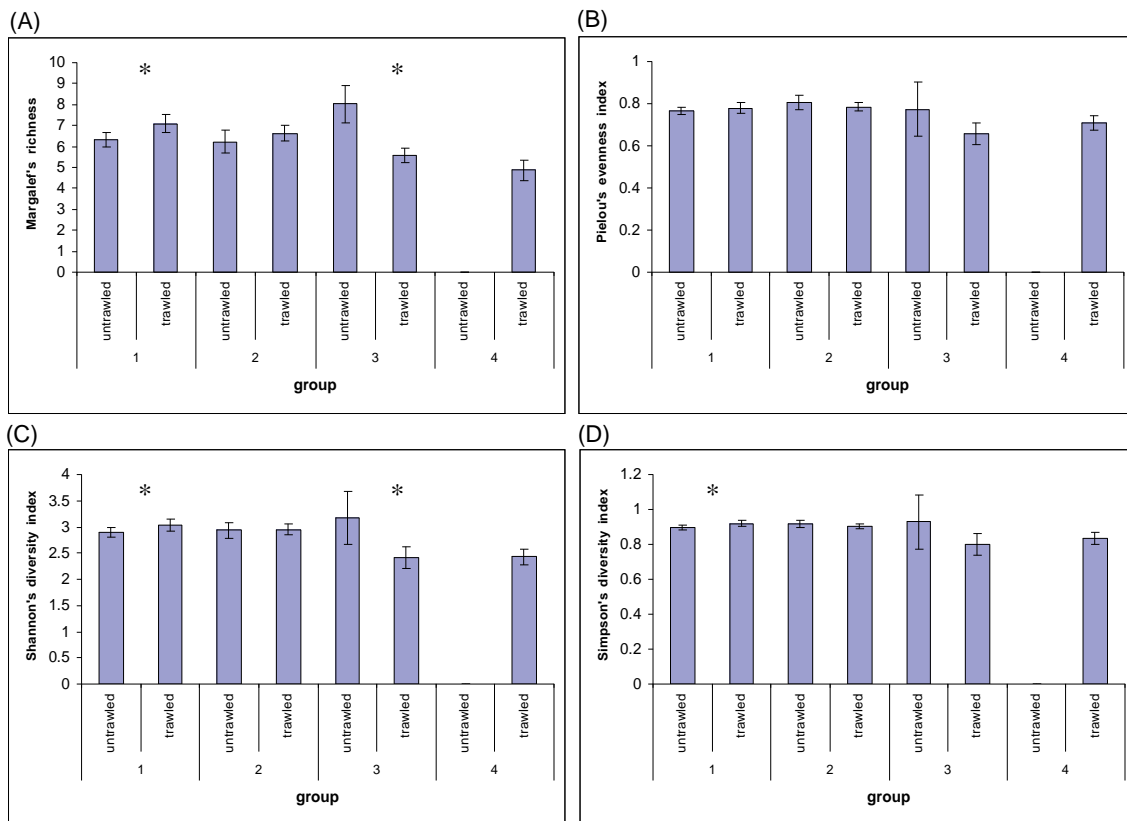 (A)
*
*
Margalef's richness
10
9
8
7
6
5
4
3
2
1
0
untrawled
trawled
untrawled
trawled
untrawled
trawled
untrawled
trawled
1 2 3 4
group
(B)
Pielou's evenness index
1
0.8
0.6
0.4
0.2
0
untrawled
trawled
untrawled
trawled
untrawled
trawled
untrawled
trawled
1 2 3 4
group
(C)
*
*
Shannon's diversity index
4
3.5
3
2.5
2
1.5
1
0.5
0
untrawled
trawled
untrawled
trawled
untrawled
trawled
untrawled
trawled
1 2 3 4
group
(D)
*
Simpson's diversity index
1.2
1
0.8
0.6
0.4
0.2
0
untrawled
trawled
untrawled
trawled
untrawled
trawled
untrawled
trawled
1 2 3 4
group